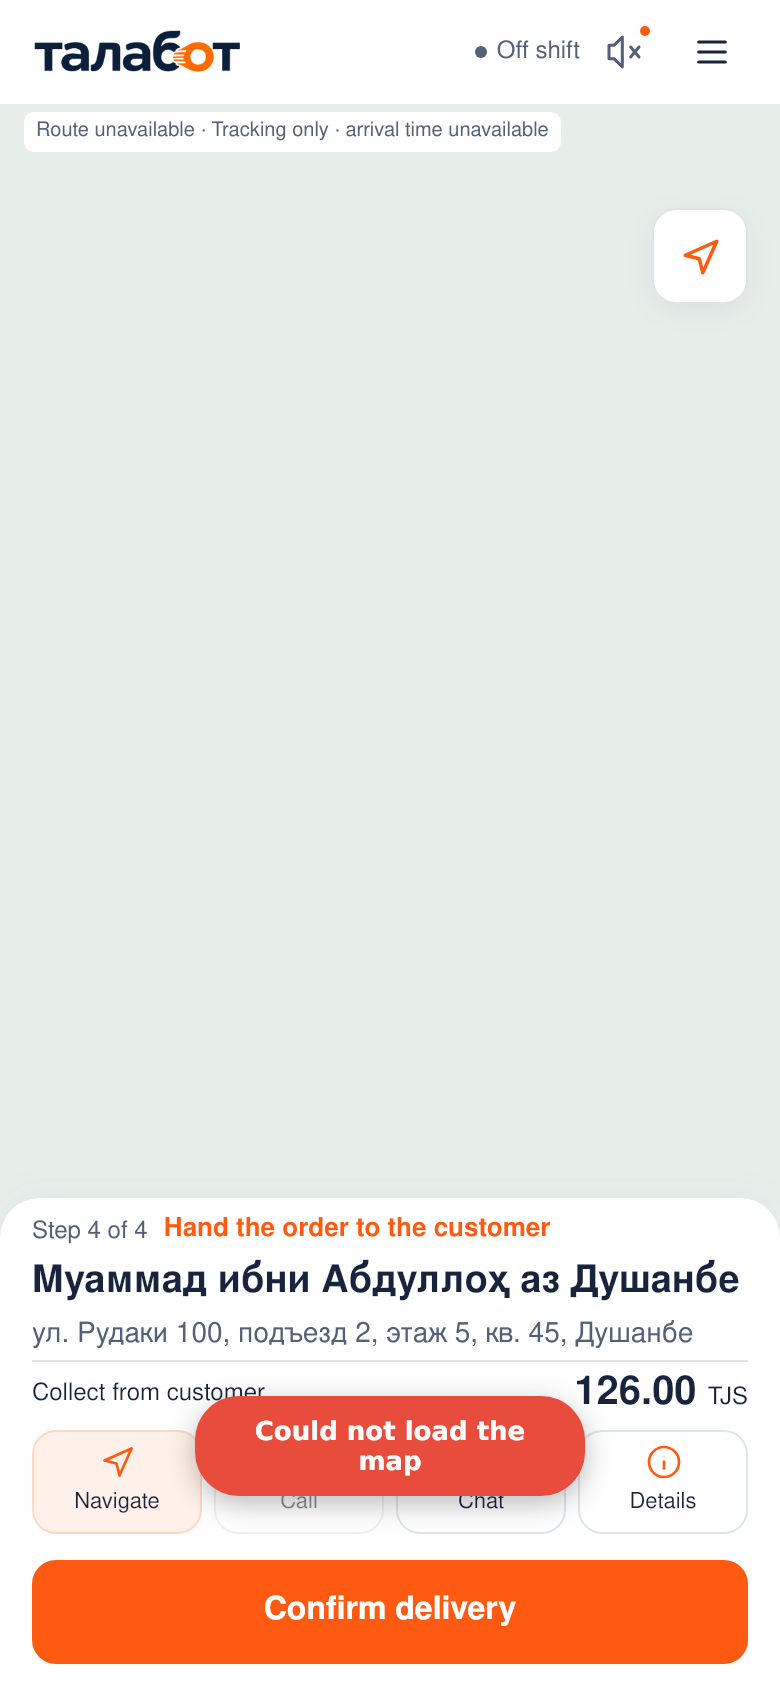 талабот
Off shift
Route unavailable · Tracking only · arrival time unavailable
Step 4 of 4 Hand the order to the customer
Муаммад ибни Абдуллоҳ аз Душанбе
ул. Рудаки 100, подъезд 2, этаж 5, кв. 45, Душанбе
Collect from customer 126.00 TJS
Could not load the
map
Navigate
Call
Chat
Details
Confirm delivery